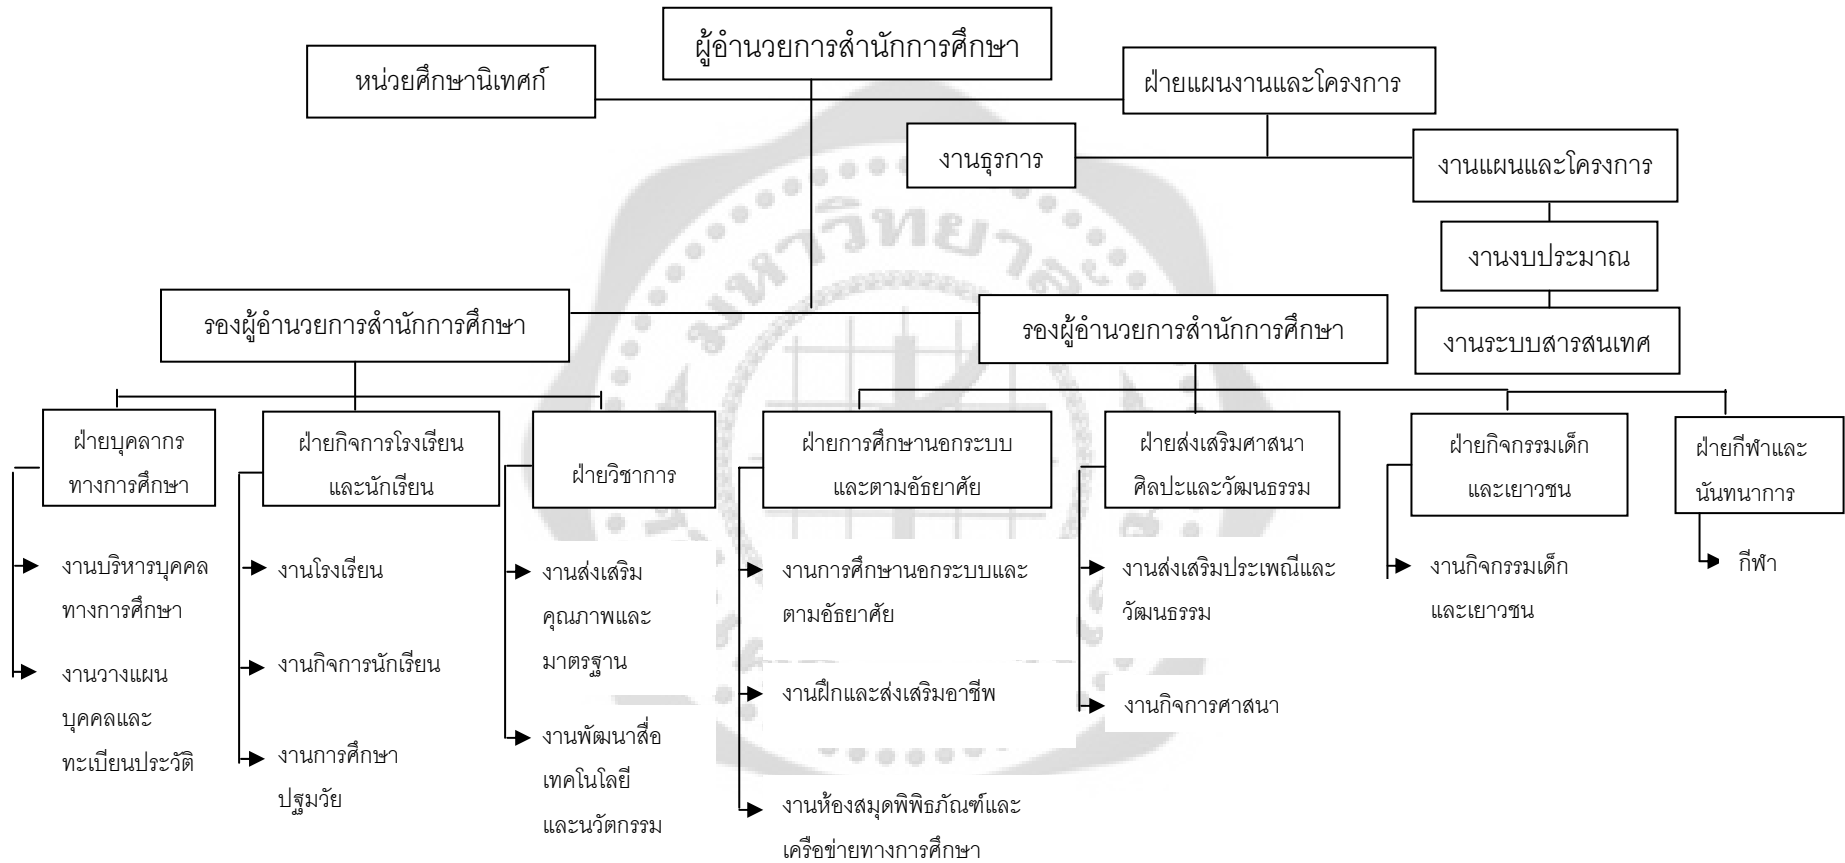 ผู้อำนวยการสำนักการศึกษา
หน่วยศึกษานิเทศก์
ฝ่ายแผนงานและโครงการ
งานธุรการ
งานแผนและโครงการ
งานงบประมาณ
งานระบบสารสนเทศ
รองผู้อำนวยการสำนักการศึกษา
รองผู้อำนวยการสำนักการศึกษา
ฝ่ายบุคลากร
ทางการศึกษา
งานบริหารบุคคล
ทางการศึกษา
งานวางแผน
บุคคลและ
ทะเบียนประวัติ
ฝ่ายกิจการโรงเรียน
และนักเรียน
งานโรงเรียน
งานกิจการนักเรียน
งานการศึกษา
ปฐมวัย
ฝ่ายวิชาการ
งานส่งเสริม
คุณภาพและ
มาตรฐาน
งานพัฒนาสื่อ
เทคโนโลยี
และนวัตกรรม
ฝ่ายการศึกษานอกระบบ
และตามอัธยาศัย
งานการศึกษานอกระบบและ
ตามอัธยาศัย
งานฝึกและส่งเสริมอาชีพ
งานห้องสมุดพิพิธภัณฑ์และ
เครือข่ายทางการศึกษา
ฝ่ายส่งเสริมศาสนา
ศิลปะและวัฒนธรรม
งานส่งเสริมประเพณีและ
วัฒนธรรม
งานกิจการศาสนา
ฝ่ายกิจกรรมเด็ก
และเยาวชน
งานกิจกรรมเด็ก
และเยาวชน
ฝ่ายกีฬาและ
นันทนาการ
กีฬา